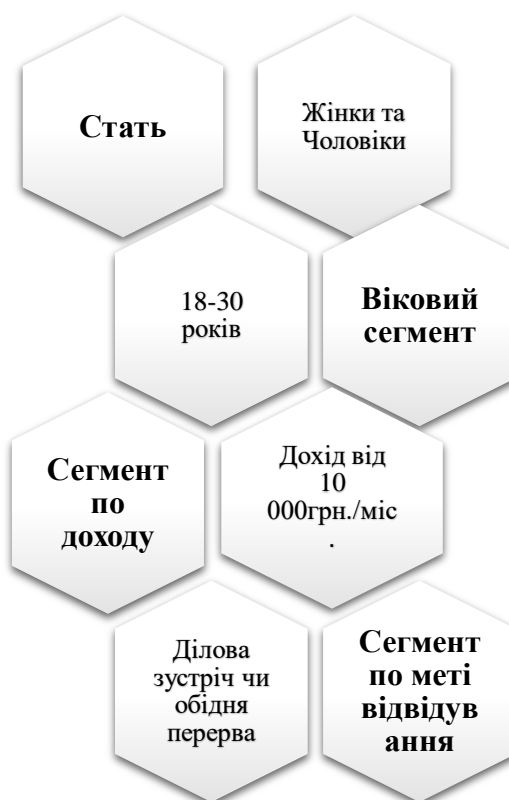 Стать
Жінки та
Чоловіки
18-30
років
Віковий
сегмент
Сегмент
по
доходу
Дохід від
10
000грн./міс
.
Ділова
зустріч чи
обідня
перерва
Сегмент
по меті
відвідув
ання